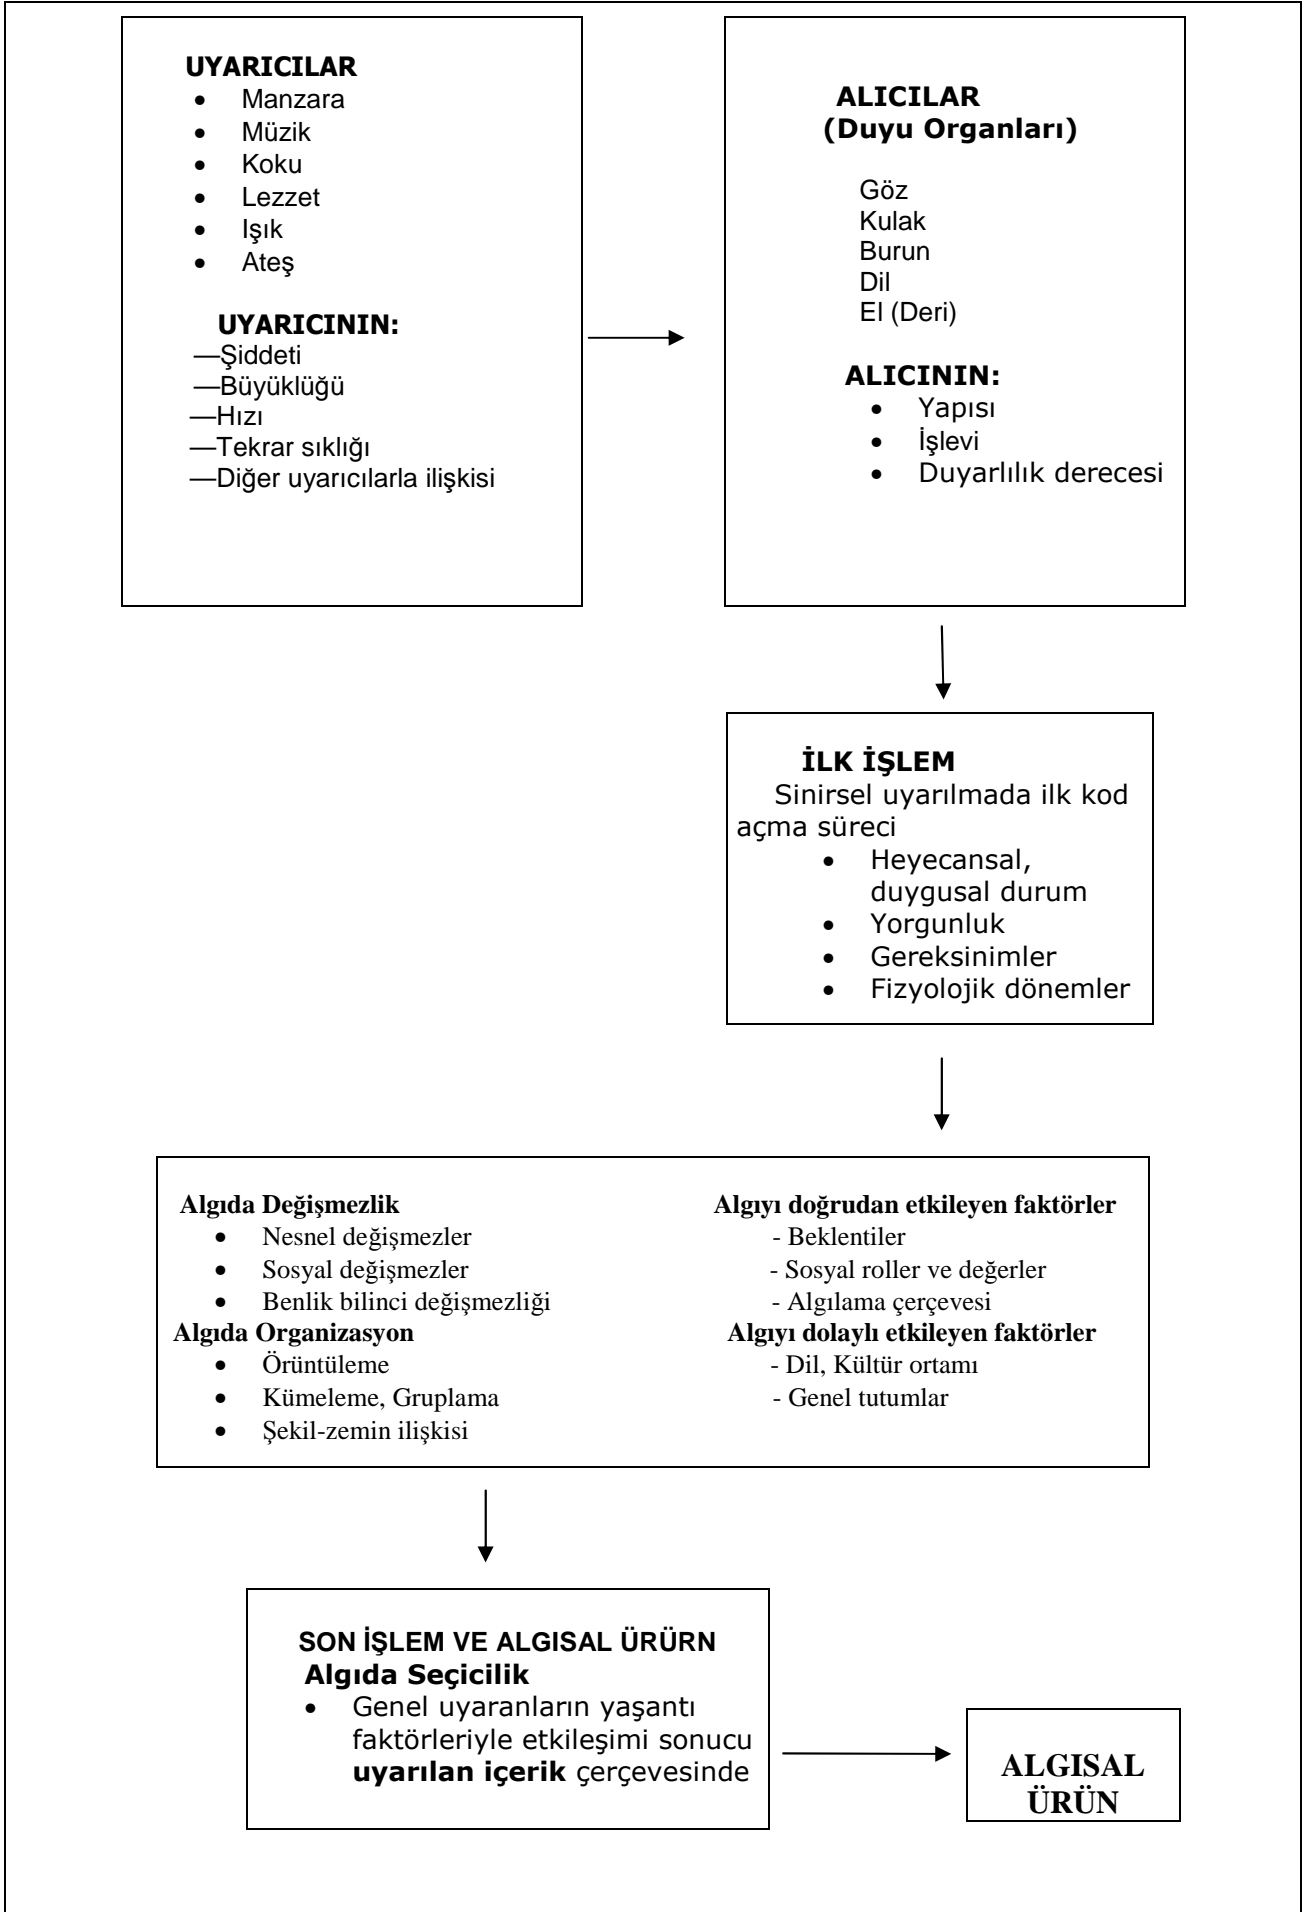 UYARICILAR
• Manzara
• Müzik
• Koku
• Lezzet
• Işık
• Ateş
UYARICININ:
—Şiddeti
—Büyüklüğü
—Hızı
—Tekrar sıklığı
—Diğer uyarıcılarla ilişkisi
ALICILAR
(Duyu Organları)
Göz
Kulak
Burun
Dil
El (Deri)
ALICININ:
• Yapısı
• İşlevi
• Duyarlılık derecesi
İLK İŞLEM
Sinirsel uyarılmada ilk kod
açma süreci
• Heyecansal,
duygusal durum
• Yorgunluk
• Gereksinimler
• Fizyolojik dönemler
Algıda Değişmezlik
• Nesnel değişmezler
• Sosyal değişmezler
• Benlik bilinci değişmezliği
Algıda Organizasyon
• Örüntüleme
• Kümeleme, Gruplama
• Şekil-zemin ilişkisi
Algıyı doğrudan etkileyen faktörler
- Beklentiler
- Sosyal roller ve değerler
- Algılama çerçevesi
Algıyı dolaylı etkileyen faktörler
- Dil, Kültür ortamı
- Genel tutumlar
SON İŞLEM VE ALGISAL ÜRÜRN
Algıda Seçicilik
• Genel uyaranların yaşantı
faktörleriyle etkileşimi sonucu
uyarılan içerik çerçevesinde
ALGISAL
ÜRÜN